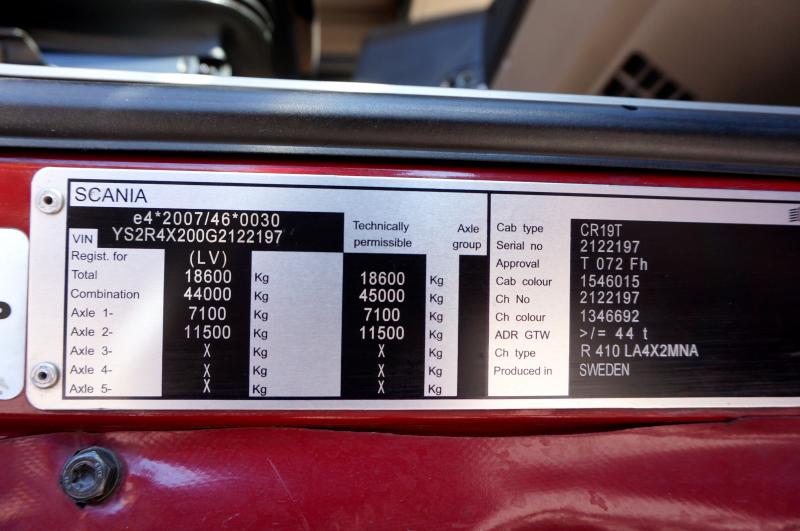 SCANIA
e4*2007/46*0030
VIN YS2R4X200G2122197
Technically permissible
Axle group
Regist. for (LV)
Total 18600 Kg 18600 Kg
Combination 44000 Kg 45000 Kg
Axle 1- 7100 Kg 7100 Kg
Axle 2- 11500 Kg 11500 Kg
Axle 3- X Kg X Kg
Axle 4- X Kg X Kg
Axle 5- X Kg X Kg
Cab type CR19T
Serial no 2122197
Approval T 072 Fh
Cab colour 1546015
Ch No 2122197
Ch colour 1346692
ADR GTW >/= 44 t
Ch type R 410 LA4X2MNA
Produced in SWEDEN